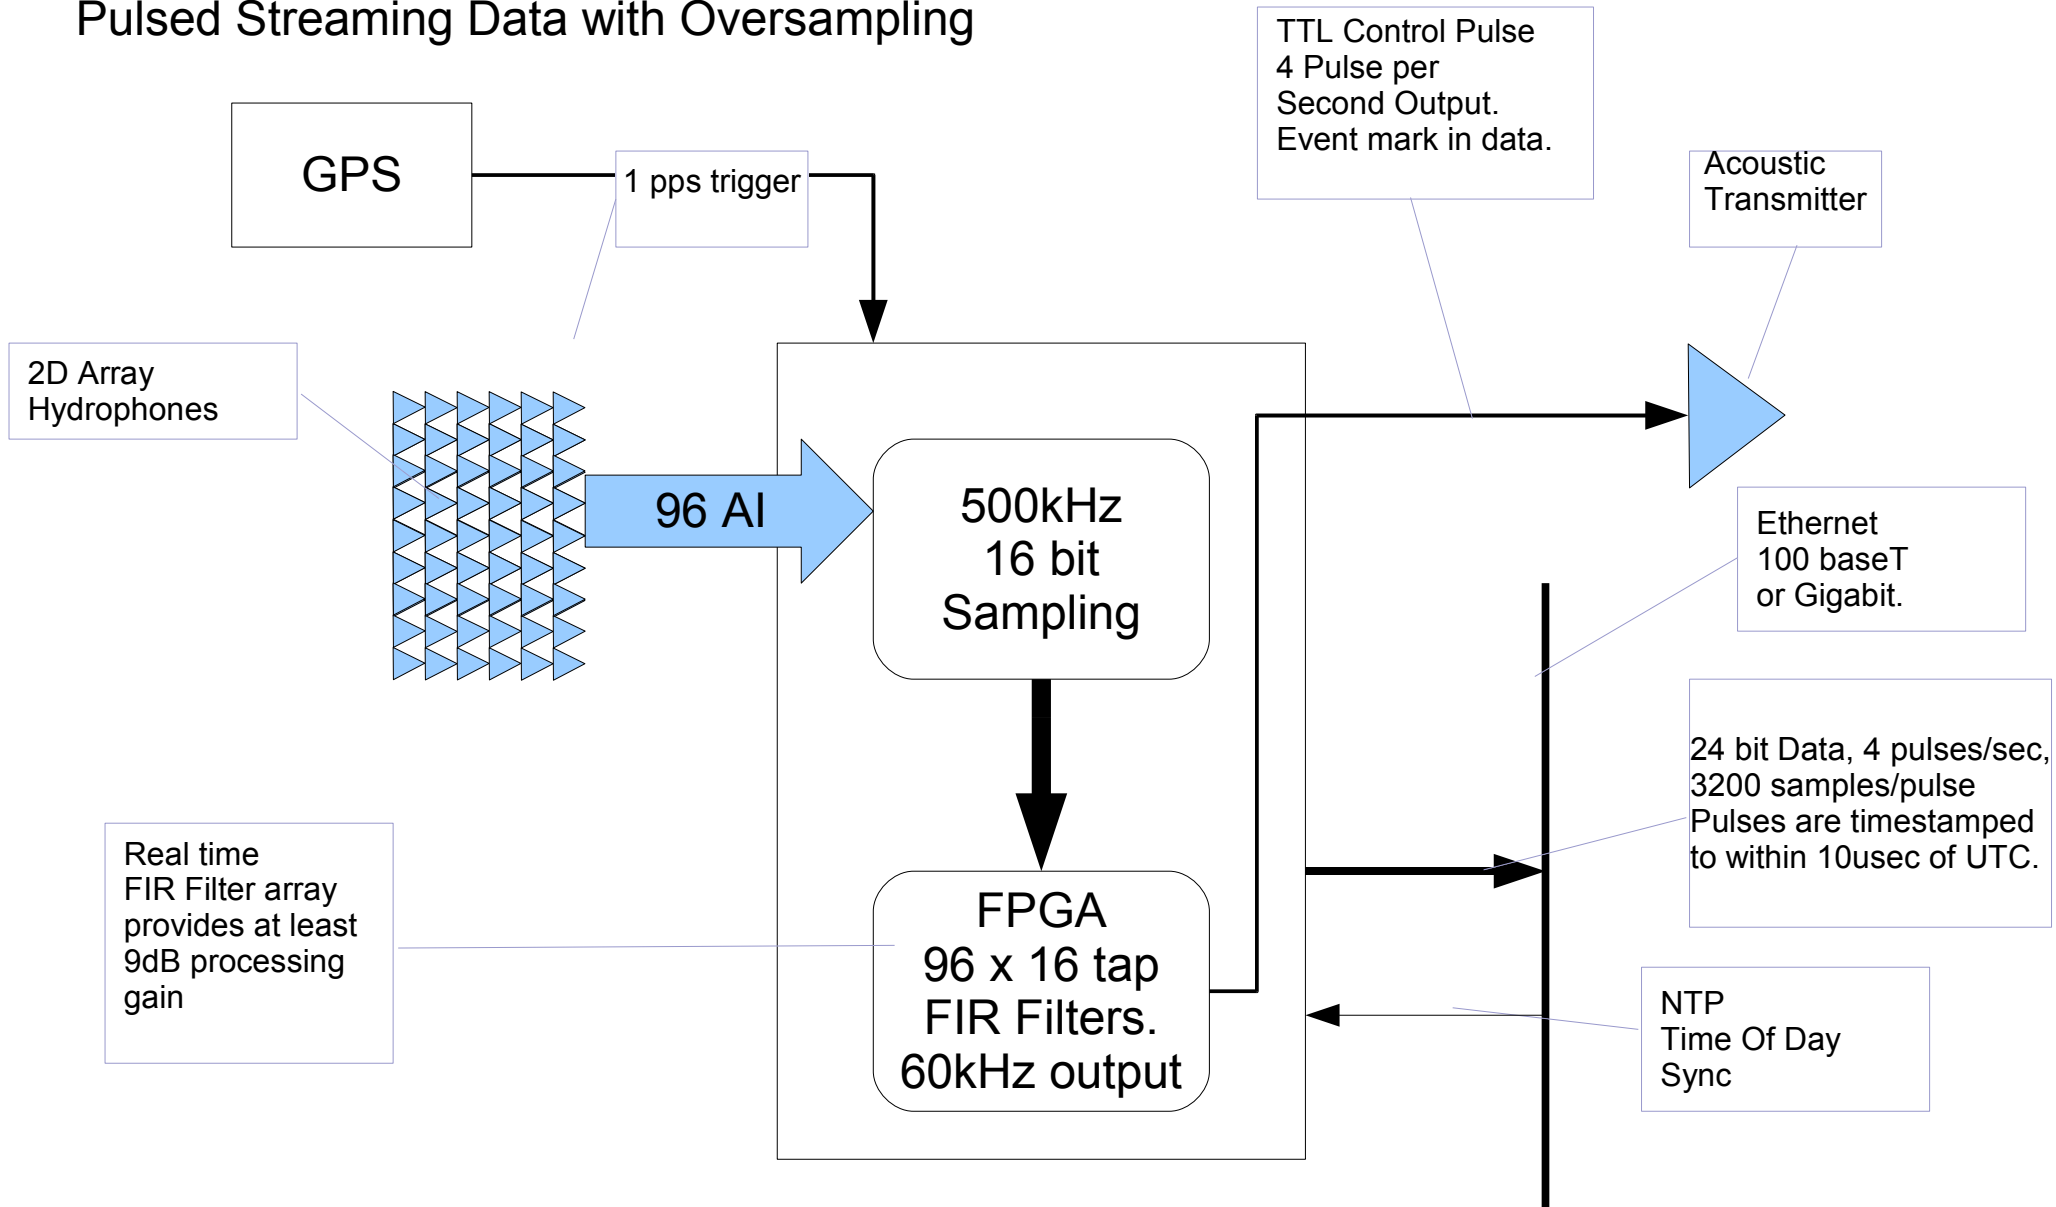 Pulsed Streaming Data with Oversampling
TTL Control Pulse
4 Pulse per
Second Output.
Event mark in data.
GPS
1 pps trigger
Acoustic
Transmitter
2D Array
Hydrophones
96 AI
500kHz
16 bit
Sampling
Ethernet
100 baseT
or Gigabit.
24 bit Data, 4 pulses/sec,
3200 samples/pulse
Pulses are timestamped
to within 10usec of UTC.
Real time
FIR Filter array
provides at least
9dB processing
gain
FPGA
96 x 16 tap
FIR Filters.
60kHz output
NTP
Time Of Day
Sync